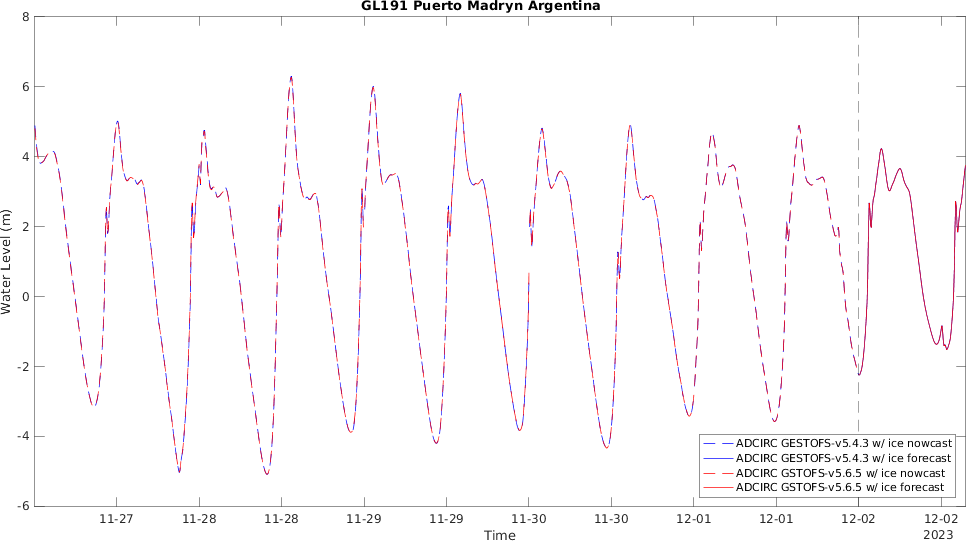 GL191 Puerto Madryn Argentina
8
6
4
2
0
-2
-4
-6
Water Level (m)
ADCIRC GESTOFS-v5.4.3 w/ ice nowcast
ADCIRC GESTOFS-v5.4.3 w/ ice forecast
ADCIRC GSTOFS-v5.6.5 w/ ice nowcast
ADCIRC GSTOFS-v5.6.5 w/ ice forecast
11-27 11-28 11-28 11-29 11-29 11-30 11-30 12-01 12-01 12-02 12-02
Time
2023